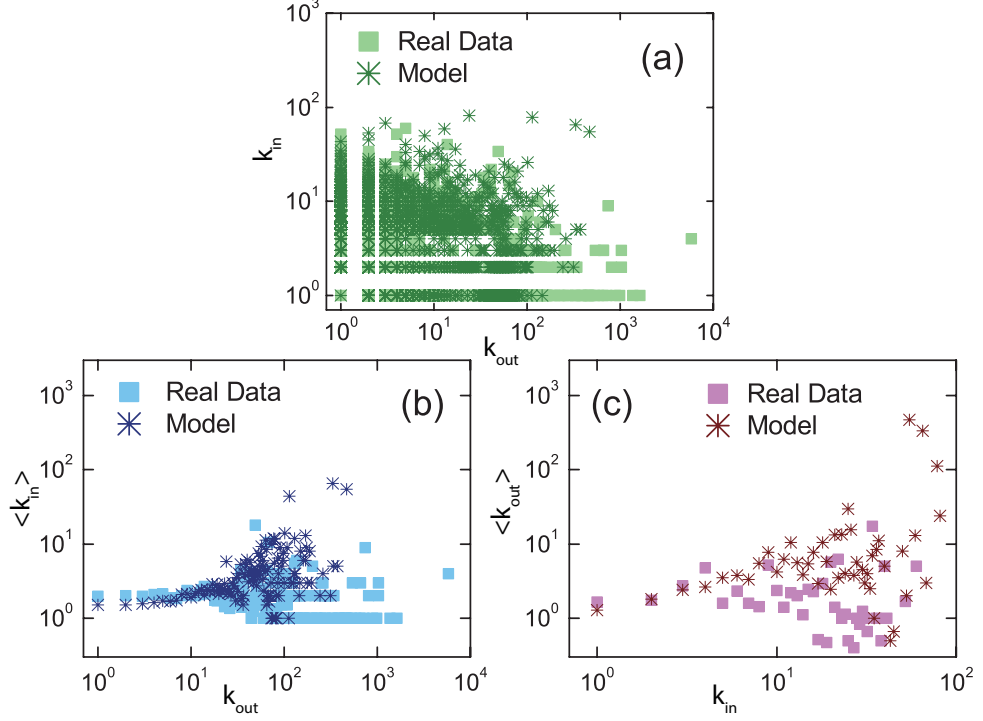 10³
Real Data
Model
(a)
10²
k_in
10¹
10⁰
10⁰ 10¹ 10² 10³ 10⁴
k_out
10³
Real Data
Model
(b)
10²
<k_in>
10¹
10⁰
10⁰ 10¹ 10² 10³ 10⁴
k_out
10³
Real Data
Model
(c)
10²
<k_out>
10¹
10⁰
10⁰ 10¹ 10²
k_in